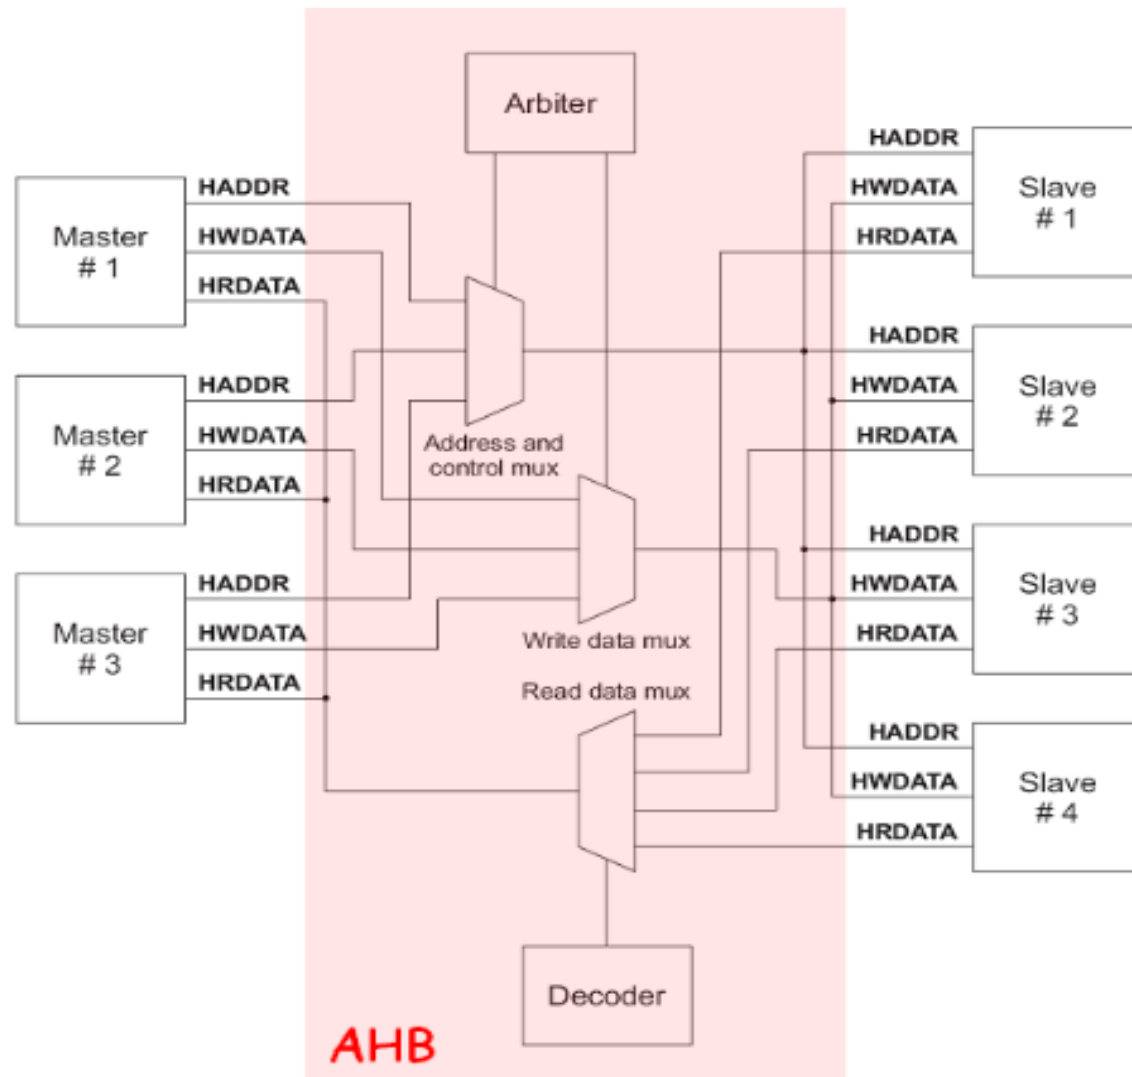 Arbiter
Master
# 1
HADDR
HWDATA
HRDATA
Master
# 2
HADDR
HWDATA
HRDATA
Master
# 3
HADDR
HWDATA
HRDATA
Address and
control mux
Write data mux
Read data mux
Decoder
AHB
HADDR
HWDATA
HRDATA
Slave
# 1
HADDR
HWDATA
HRDATA
Slave
# 2
HADDR
HWDATA
HRDATA
Slave
# 3
HADDR
HWDATA
HRDATA
Slave
# 4